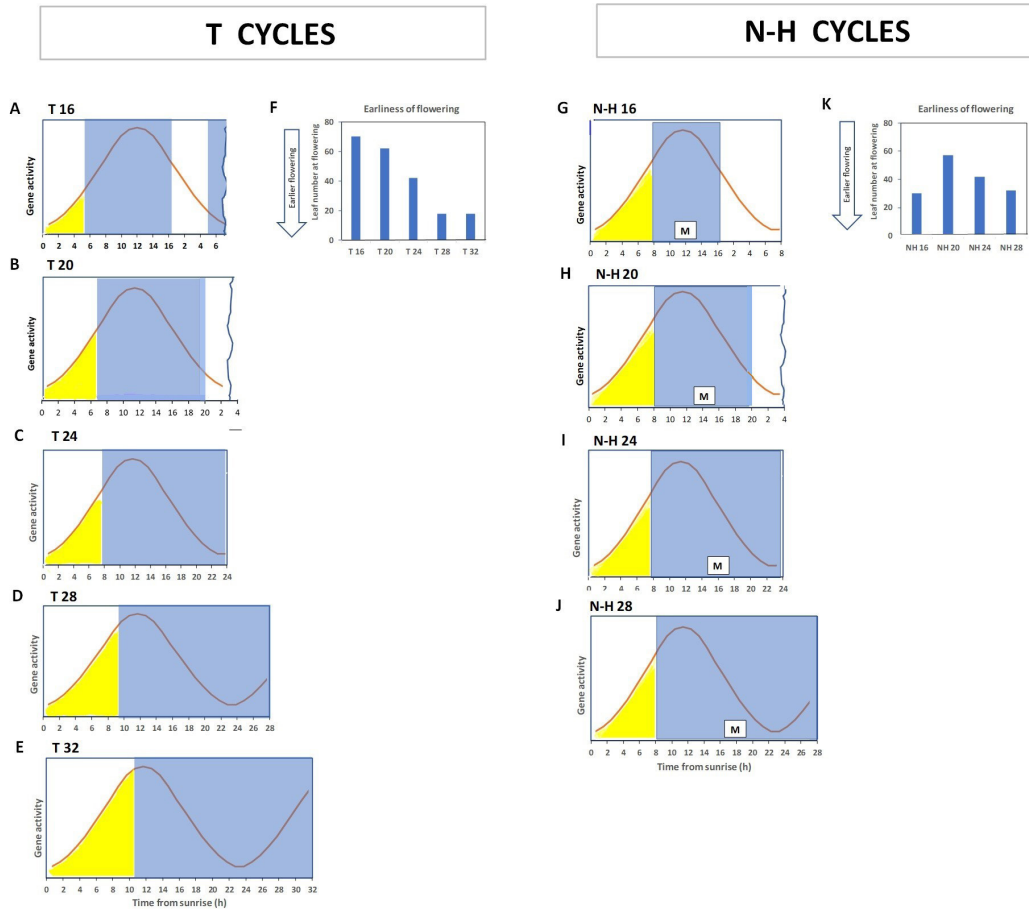 T CYCLES
N-H CYCLES
A T 16
Gene activity
0 2 4 6 8 10 12 14 16 2 4 6
B T 20
Gene activity
0 2 4 6 8 10 12 14 16 18 20 2 4
C T 24
Gene activity
0 2 4 6 8 10 12 14 16 18 20 22 24
D T 28
Gene activity
0 2 4 6 8 10 12 14 16 18 20 22 24 26 28
E T 32
Gene activity
0 2 4 6 8 10 12 14 16 18 20 22 24 26 28 30 32
Time from sunrise (h)
F
Earlier flowering
Earliness of flowering
Leaf number at flowering
80
60
40
20
0
T 16 T 20 T 24 T 28 T 32
G N-H 16
Gene activity
M
0 2 4 6 8 10 12 14 16 2 4 6 8
H N-H 20
Gene activity
M
0 2 4 6 8 10 12 14 16 18 20 2 4
I N-H 24
Gene activity
M
0 2 4 6 8 10 12 14 16 18 20 22 24
J N-H 28
Gene activity
M
0 2 4 6 8 10 12 14 16 18 20 22 24 26 28
Time from sunrise (h)
K
Earlier flowring
Earliness of flowering
Leaf number at flowering
80
60
40
20
0
NH 16 NH 20 NH 24 NH 28